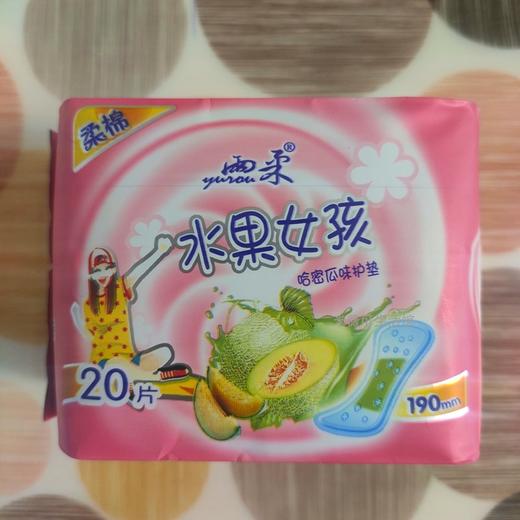 柔棉
雨柔®
yurou
水果女孩
哈密瓜味护垫
20片
190mm